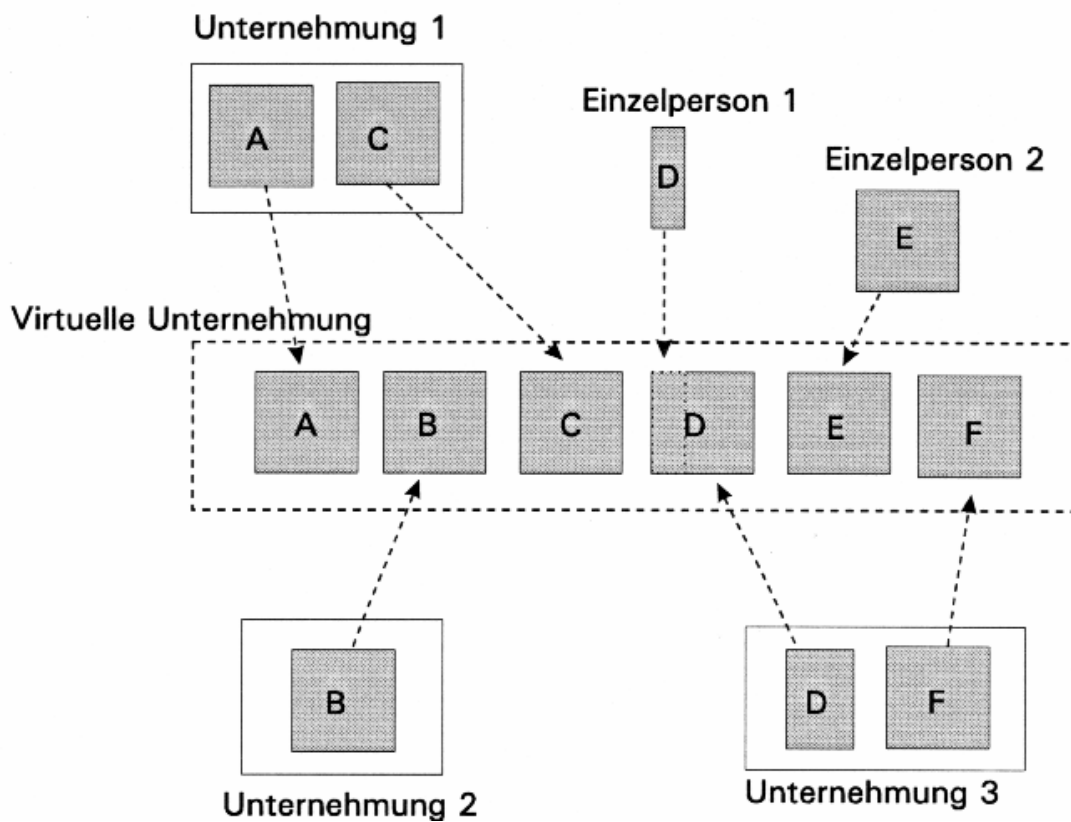 Unternehmung 1
A C
Einzelperson 1
D
Einzelperson 2
E
Virtuelle Unternehmung
A B C D E F
B
Unternehmung 2
D F
Unternehmung 3